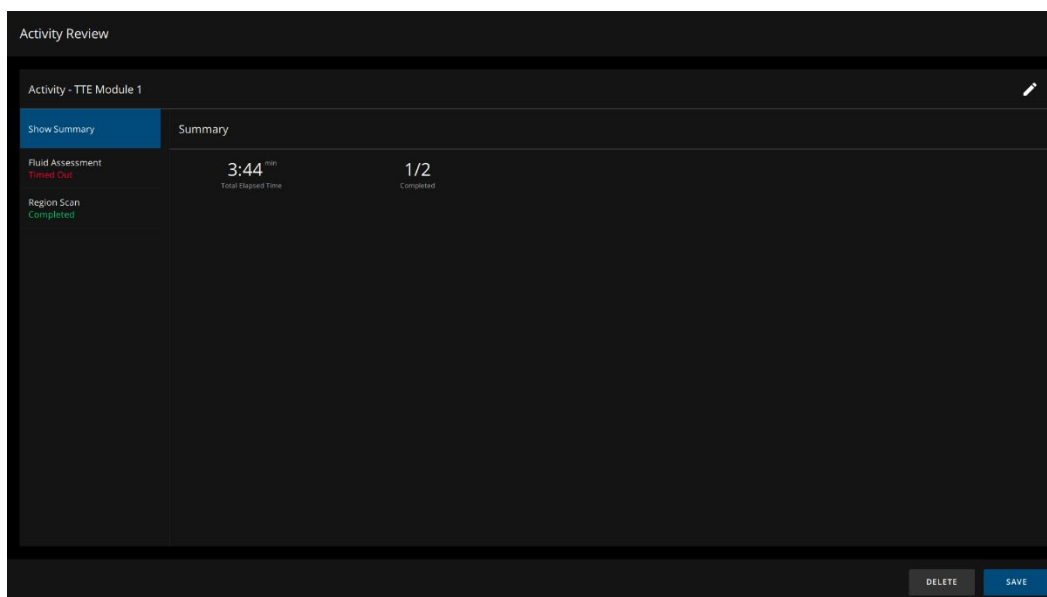 Activity Review
Activity - TTE Module 1
Show Summary
Summary
Fluid Assessment
Timed Out
Region Scan
Completed
3:44 min
Total Elapsed Time
1/2
Completed
DELETE
SAVE